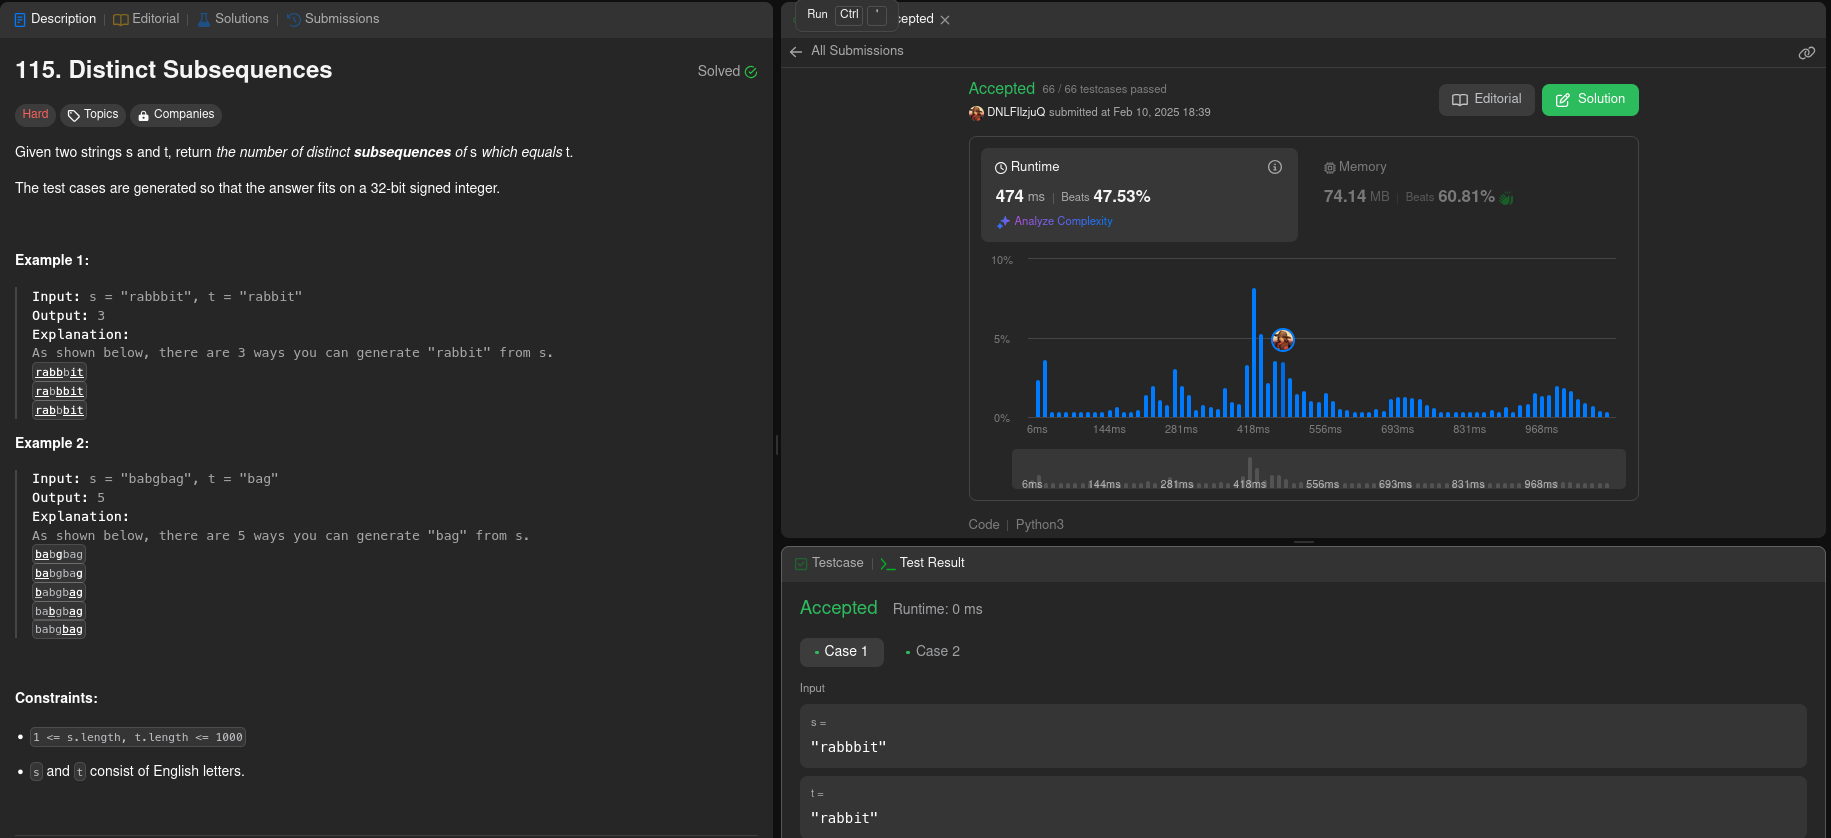 Description | Editorial | Solutions | Submissions
115. Distinct Subsequences
Solved
Hard Topics Companies
Given two strings s and t, return the number of distinct subsequences of s which equals t.
The test cases are generated so that the answer fits on a 32-bit signed integer.
Example 1:
Input: s = "rabbbit", t = "rabbit"
Output: 3
Explanation:
As shown below, there are 3 ways you can generate "rabbit" from s.
rabbbit
rabbbit
rabbbit
Example 2:
Input: s = "babgbag", t = "bag"
Output: 5
Explanation:
As shown below, there are 5 ways you can generate "bag" from s.
babgbag
babgbag
babgbag
babgbag
babgbag
Constraints:
• 1 <= s.length, t.length <= 1000
• s and t consist of English letters.
Run Ctrl '
cepted
All Submissions
Accepted 66 / 66 testcases passed
DNLFIlzjuQ submitted at Feb 10, 2025 18:39
Editorial
Solution
Runtime
474 ms | Beats 47.53%
Analyze Complexity
Memory
74.14 MB | Beats 60.81%
10%
5%
0%
6ms 144ms 281ms 418ms 556ms 693ms 831ms 968ms
6ms 144ms 281ms 418ms 556ms 693ms 831ms 968ms
Code | Python3
Testcase | Test Result
Accepted Runtime: 0 ms
Case 1 Case 2
Input
s =
"rabbbit"
t =
"rabbit"